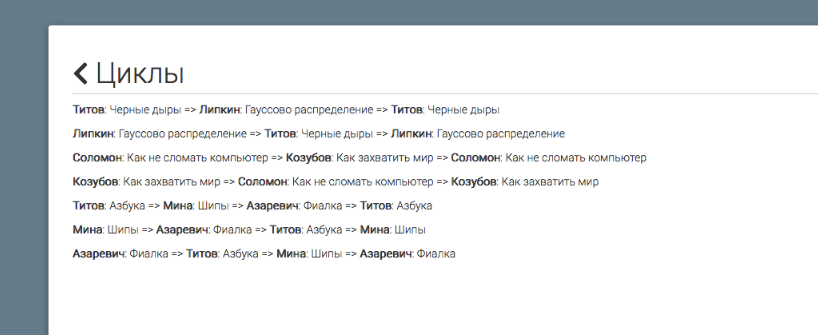 Циклы
Титов: Черные дыры => Липкин: Гауссово распределение => Титов: Черные дыры
Липкин: Гауссово распределение => Титов: Черные дыры => Липкин: Гауссово распределение
Соломон: Как не сломать компьютер => Козубов: Как захватить мир => Соломон: Как не сломать компьютер
Козубов: Как захватить мир => Соломон: Как не сломать компьютер => Козубов: Как захватить мир
Титов: Азбука => Мина: Шипы => Азаревич: Фиалка => Титов: Азбука
Мина: Шипы => Азаревич: Фиалка => Титов: Азбука => Мина: Шипы
Азаревич: Фиалка => Титов: Азбука => Мина: Шипы => Азаревич: Фиалка